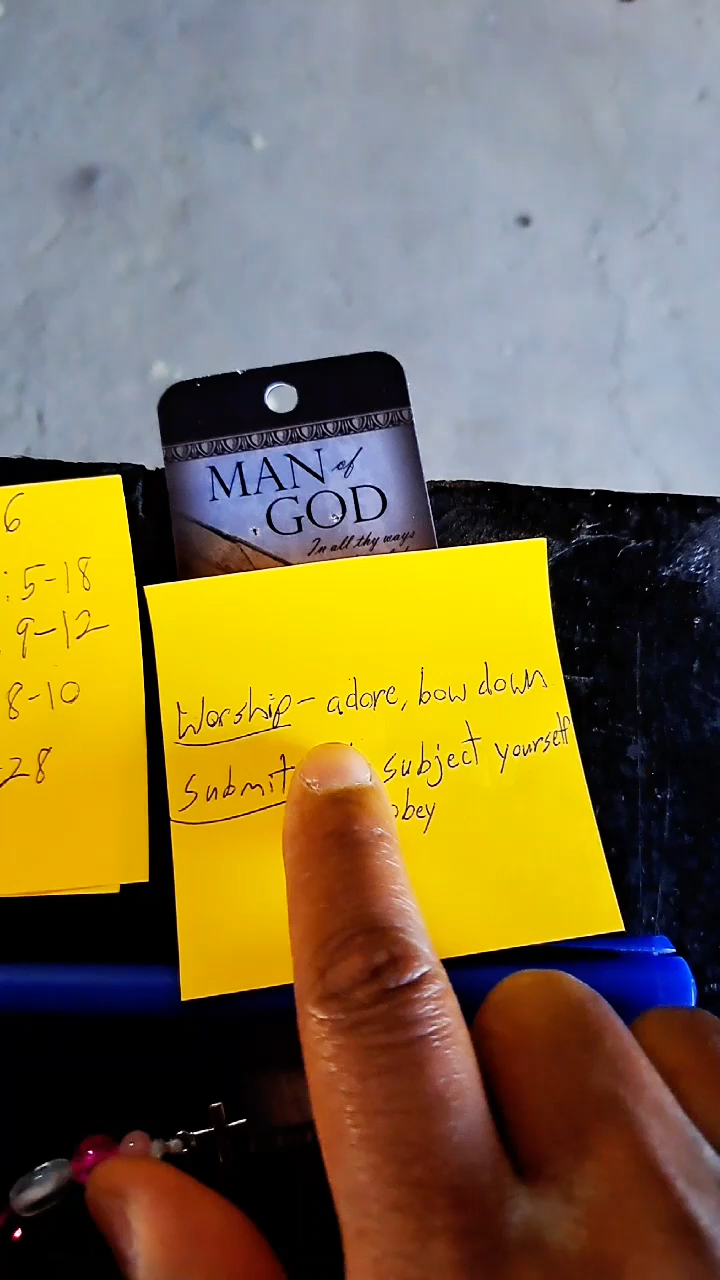 MAN of
GOD
In all thy ways
6
:5-18
9-12
8-10
-28
Worship - adore, bow down
Submit subject yourself
obey